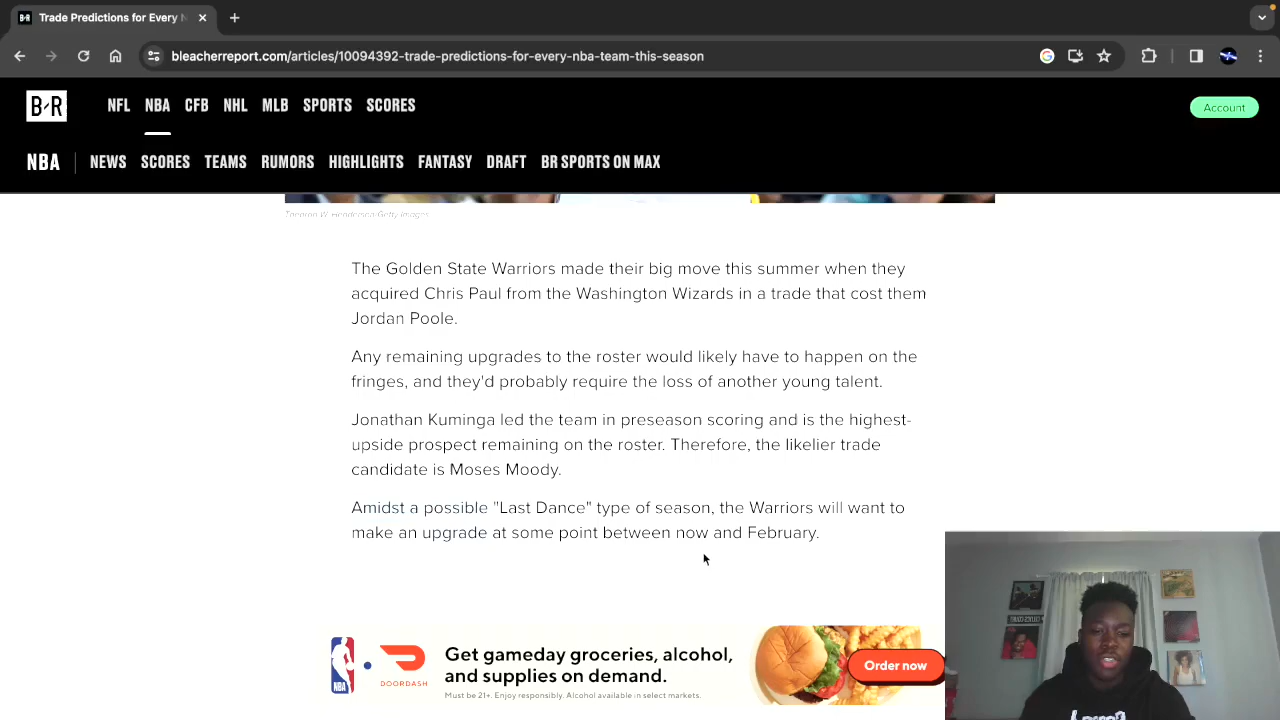 B/R Trade Predictions for Every N
bleacherreport.com/articles/10094392-trade-predictions-for-every-nba-team-this-season
B/R NFL NBA CFB NHL MLB SPORTS SCORES
Account
NBA NEWS SCORES TEAMS RUMORS HIGHLIGHTS FANTASY DRAFT BR SPORTS ON MAX
W. Henderson/Getty Images
The Golden State Warriors made their big move this summer when they
acquired Chris Paul from the Washington Wizards in a trade that cost them
Jordan Poole.
Any remaining upgrades to the roster would likely have to happen on the
fringes, and they'd probably require the loss of another young talent.
Jonathan Kuminga led the team in preseason scoring and is the highest-
upside prospect remaining on the roster. Therefore, the likelier trade
candidate is Moses Moody.
Amidst a possible "Last Dance" type of season, the Warriors will want to
make an upgrade at some point between now and February.
NBA
DOORDASH
Get gameday groceries, alcohol,
and supplies on demand.
Must be 21+. Enjoy responsibly. Alcohol available in select markets.
Order now